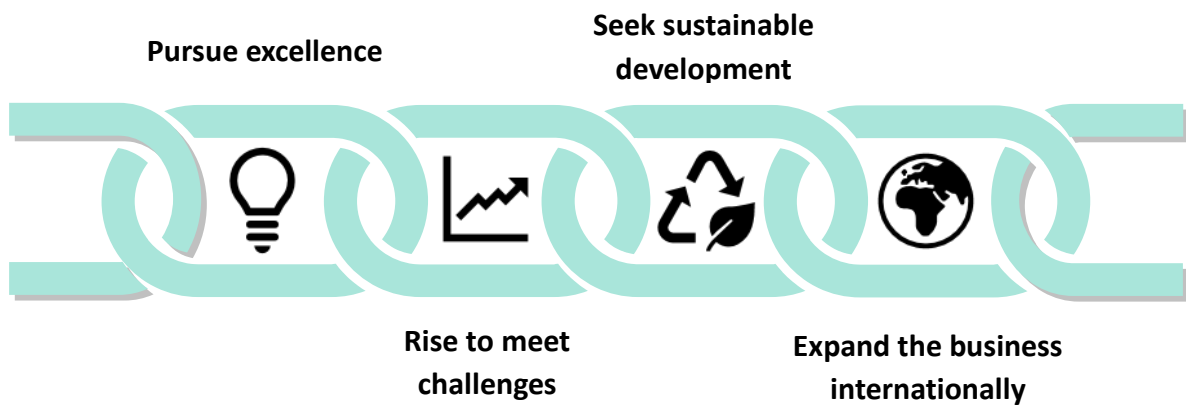 Pursue excellence
Seek sustainable
development
Rise to meet
challenges
Expand the business
internationally